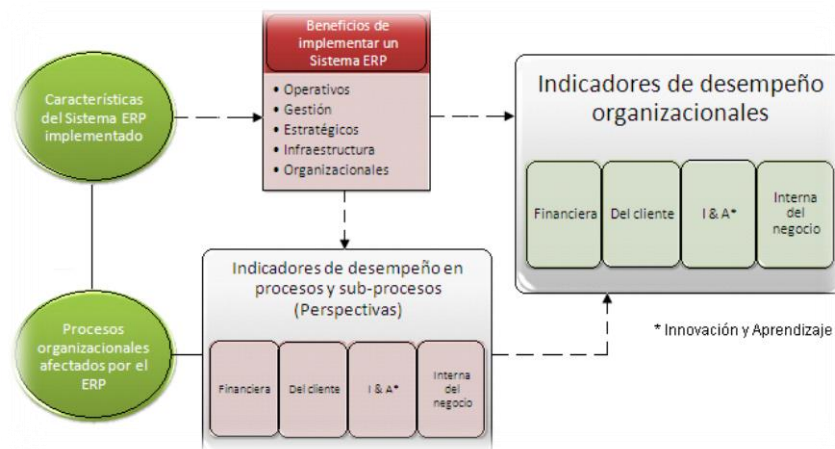 Beneficios de
implementar un
Sistema ERP
• Operativos
• Gestión
• Estratégicos
• Infraestructura
• Organizacionales
Características
del Sistema ERP
implementado
Indicadores de desempeño
organizacionales
Financiera
Del cliente
I & A*
Interna
del
negocio
Indicadores de desempeño en
procesos y sub-procesos
(Perspectivas)
Financiera
Del cliente
I & A*
Interna
del
negocio
Procesos
organizacionales
afectados por el
ERP
* Innovación y Aprendizaje